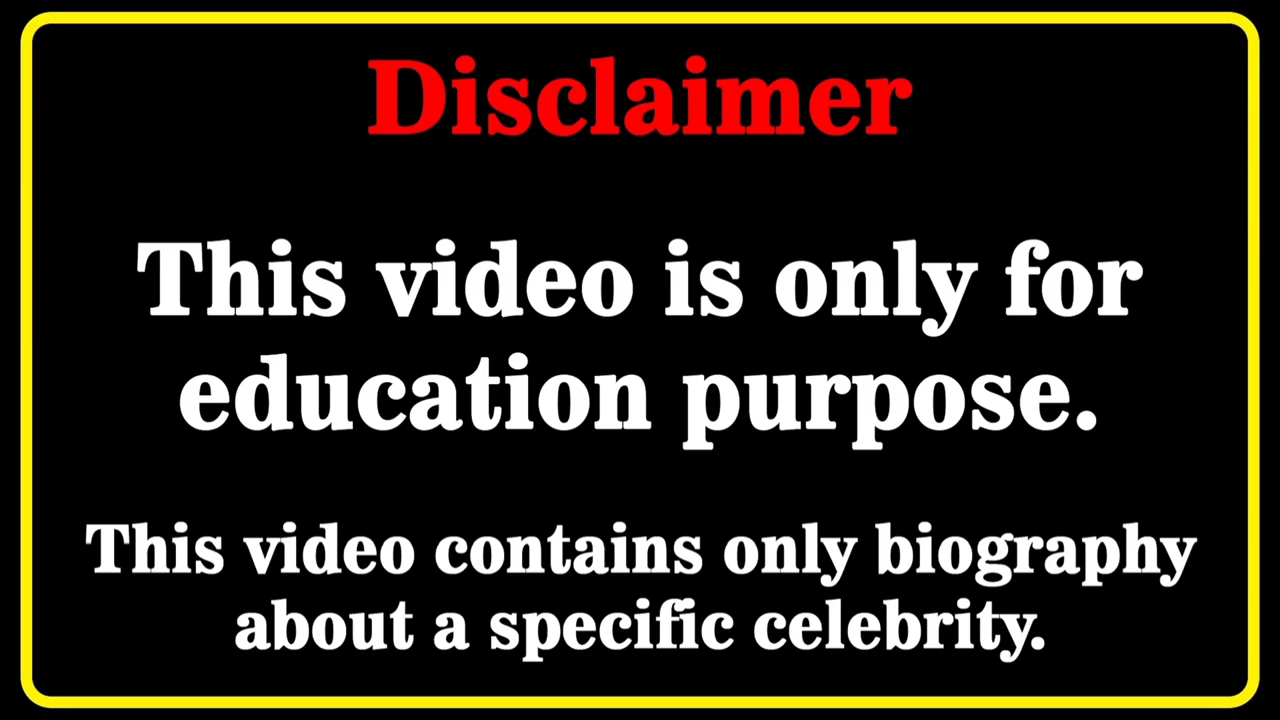 Disclaimer
This video is only for
education purpose.
This video contains only biography
about a specific celebrity.